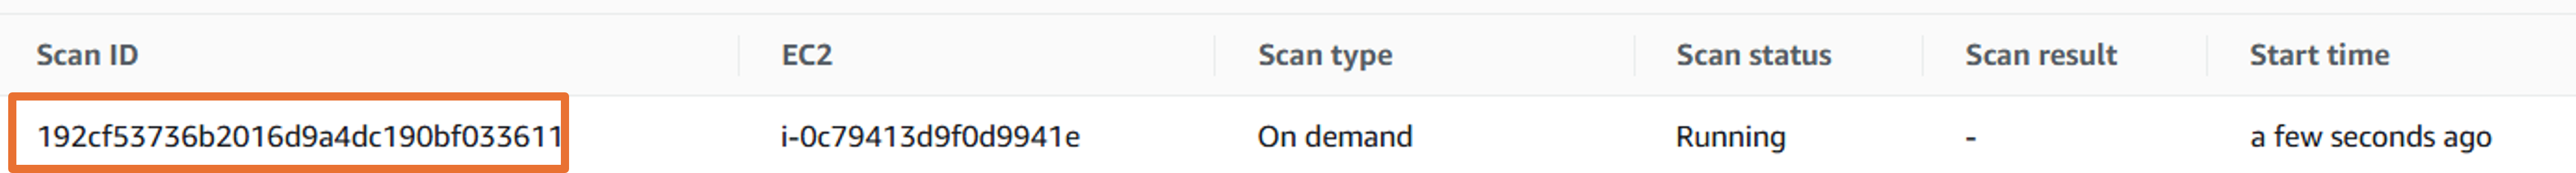 Scan ID EC2 Scan type Scan status Scan result Start time
192cf53736b2016d9a4dc190bf033611 i-0c79413d9f0d9941e On demand Running - a few seconds ago